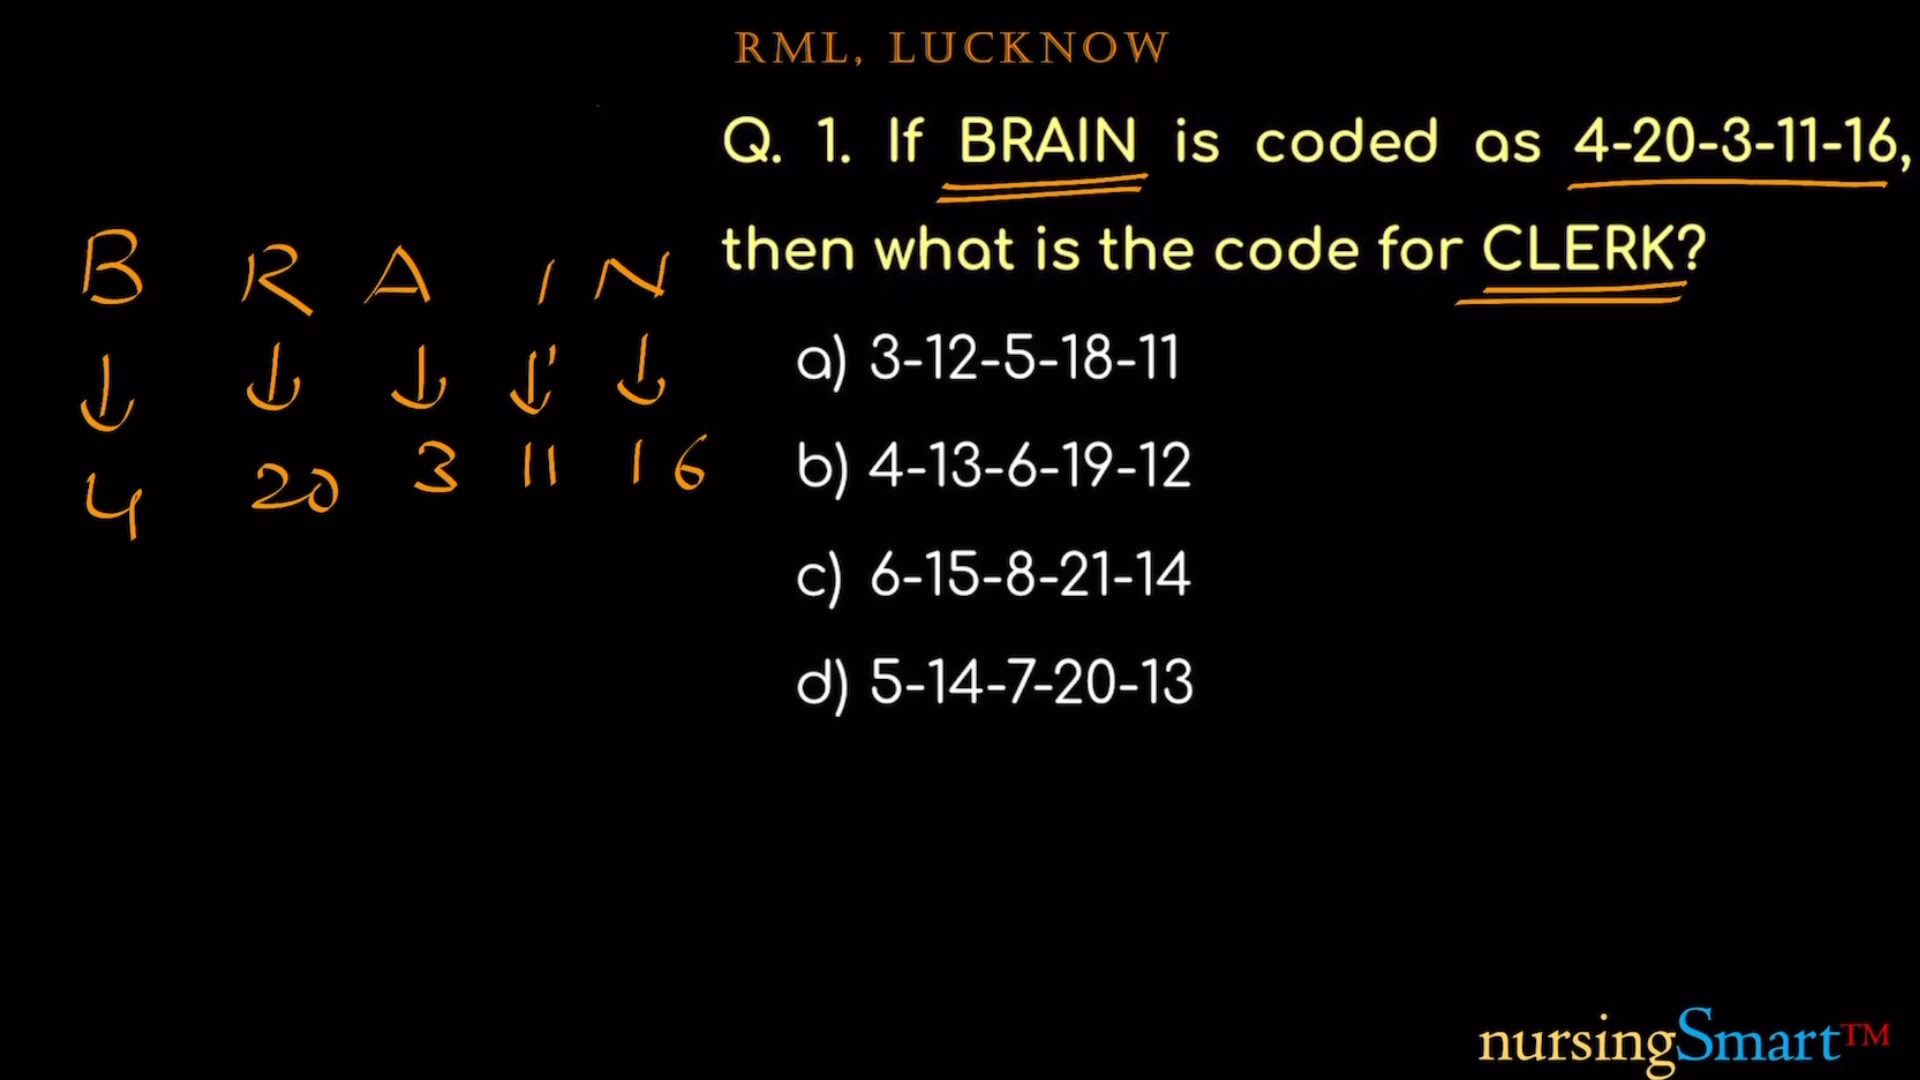 RML, LUCKNOW
Q. 1. If BRAIN is coded as 4-20-3-11-16,
then what is the code for CLERK?
a) 3-12-5-18-11
b) 4-13-6-19-12
c) 6-15-8-21-14
d) 5-14-7-20-13
B R A I N
4 20 3 11 16
nursingSmart™